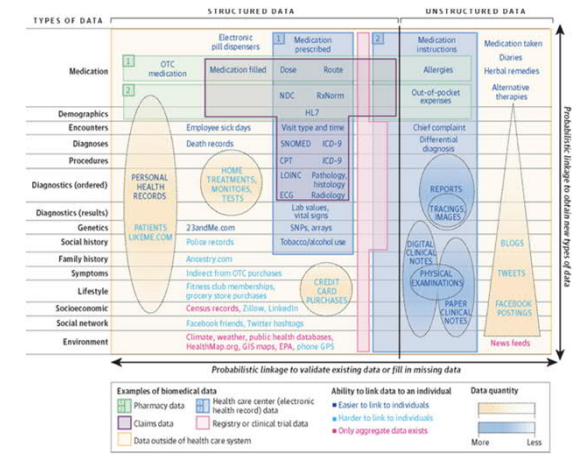 STRUCTURED DATA
UNSTRUCTURED DATA
TYPES OF DATA
Medication
Demographics
Encounters
Diagnoses
Procedures
Diagnostics (ordered)
Diagnostics (results)
Genetics
Social history
Family history
Symptoms
Lifestyle
Socioeconomic
Social network
Environment
1
OTC
medication
2
Electronic
pill dispensers
Medication filled
1
Medication
prescribed
Dose
Route
NDC
RxNorm
HL7
2
Medication
instructions
Allergies
Out-of-pocket
expenses
Medication taken
Diaries
Herbal remedies
Alternative
therapies
Employee sick days
Visit type and time
Chief complaint
Death records
SNOMED
ICD-9
Differential
diagnosis
CPT
ICD-9
PERSONAL
HEALTH
RECORDS
HOME
TREATMENTS,
MONITORS,
TESTS
LOINC
Pathology,
histology
ECG
Radiology
REPORTS
TRACINGS,
IMAGES
Lab values,
vital signs
PATIENTS
LIKEME.COM
23andMe.com
SNPs, arrays
Police records
Tobacco/alcohol use
DIGITAL
CLINICAL
NOTES
BLOGS
Ancestry.com
Indirect from OTC purchases
PHYSICAL
EXAMINATIONS
TWEETS
Fitness club memberships,
grocery store purchases
CREDIT
CARD
PURCHASES
PAPER
CLINICAL
NOTES
FACEBOOK
POSTINGS
Census records, Zillow, LinkedIn
Facebook friends, Twitter hashtags
Climate, weather, public health databases,
HealthMap.org, GIS maps, EPA, phone GPS
News feeds
Probabilistic linkage to obtain new types of data
Probabilistic linkage to validate existing data or fill in missing data
Examples of biomedical data
Pharmacy data
Health care center (electronic
health record) data
Claims data
Registry or clinical trial data
Data outside of health care system
Ability to link data to an individual
Easier to link to individuals
Harder to link to individuals
Only aggregate data exists
Data quantity
More
Less